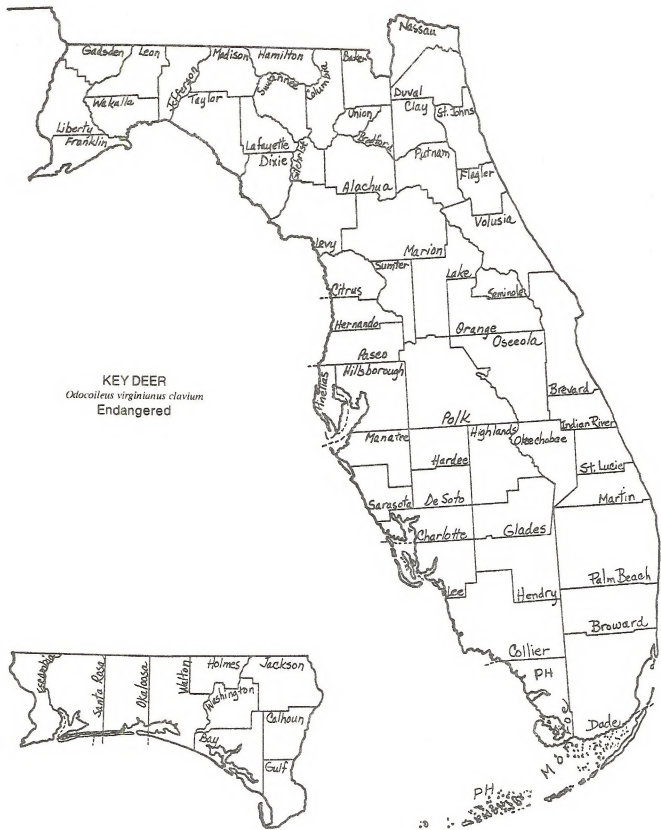 Nassau
Gadsden Leon Madison Hamilton Baker
Jefferson Suwannee Columbia
Wakulla Taylor Duval
Clay St. Johns
Union
Liberty Bradford
Franklin Lafayette Putnam
Dixie Gilchrist
Flagler
Alachua
Volusia
Levy Marion
Sumter
Lake
Citrus Seminole
Hernando Orange
Osceola
Pasco
Hillsborough
KEY DEER
Odocoileus virginianus clavium
Endangered
Pinellas Brevard
Polk
Manatee Highlands Okeechobee Indian River
Hardee
St. Lucie
Sarasota De Soto Martin
Charlotte Glades
Lee Hendry Palm Beach
Broward
Collier
PH
Escambia Santa Rosa Okaloosa Walton Holmes Jackson
Washington
Calhoun
Bay
Gulf
Monroe
Dade
PH